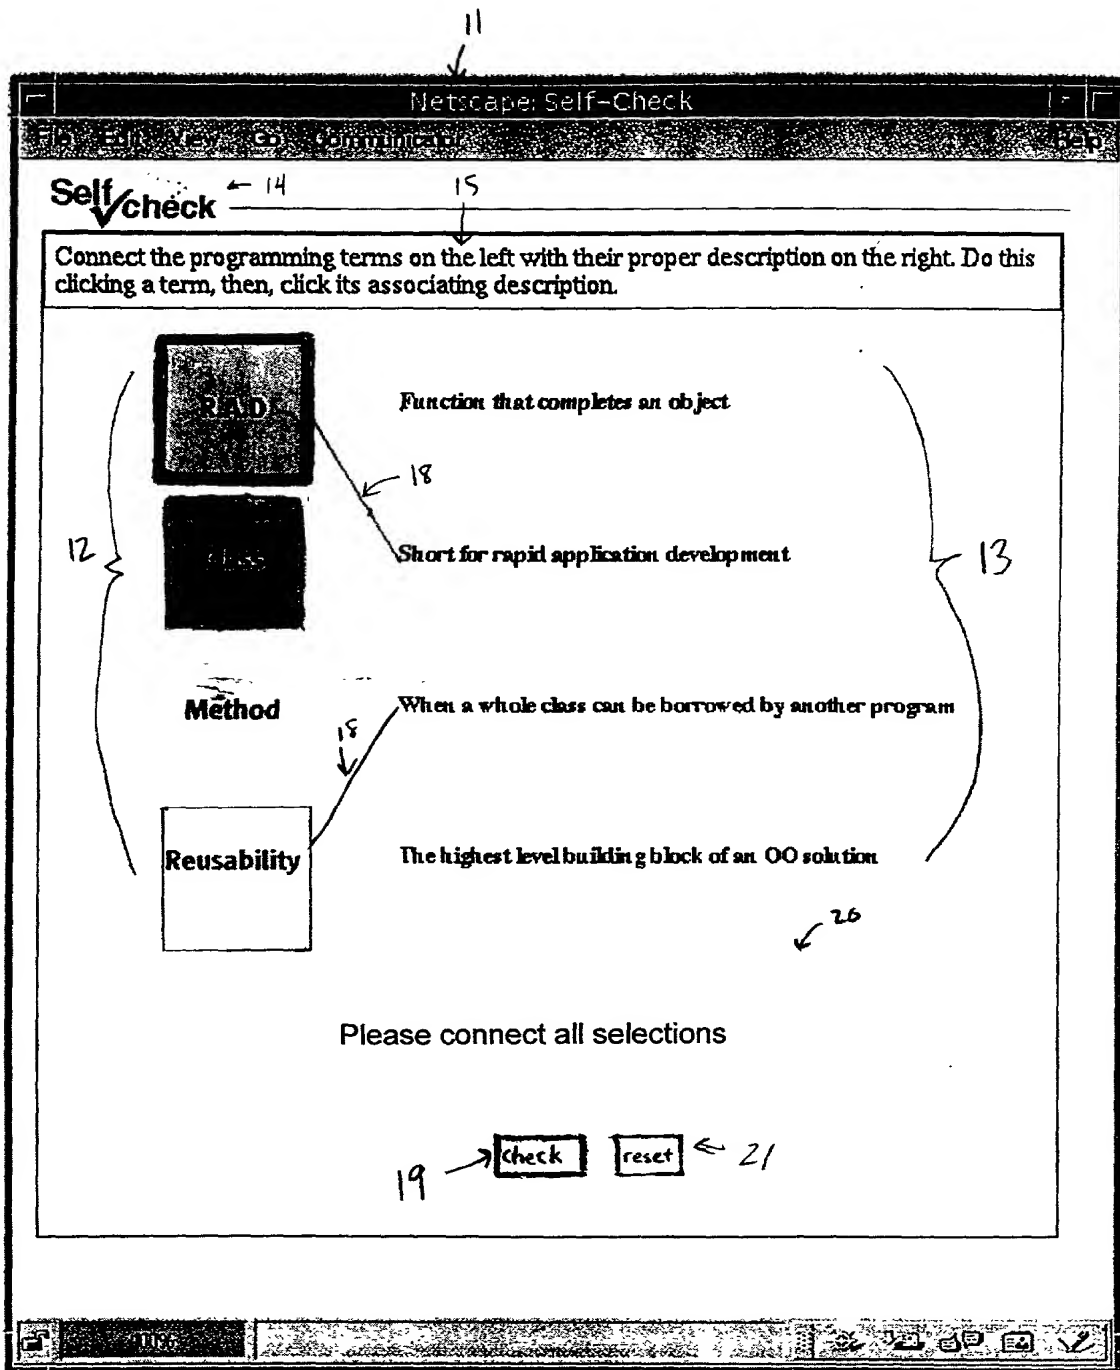 11
Netscape: Self-Check
File Edit View Go Communicator Help
Self check 14 15
Connect the programming terms on the left with their proper description on the right. Do this
clicking a term, then, click its associating description.
RAD Function that completes an object
18
12 Class Short for rapid application development 13
Method When a whole class can be borrowed by another program
18
Reusability The highest level building block of an OO solution
20
Please connect all selections
19 check reset 21